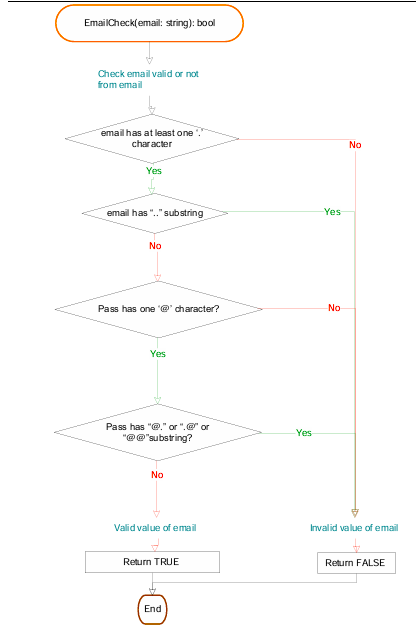 EmailCheck(email: string): bool
Check email valid or not
from email
email has at least one ‘.’
character
No
Yes
email has “..” substring
Yes
No
Pass has one ‘@’ character?
No
Yes
Pass has “@.” or “.@” or
“@@”substring?
Yes
No
Valid value of email
Invalid value of email
Return TRUE
Return FALSE
End